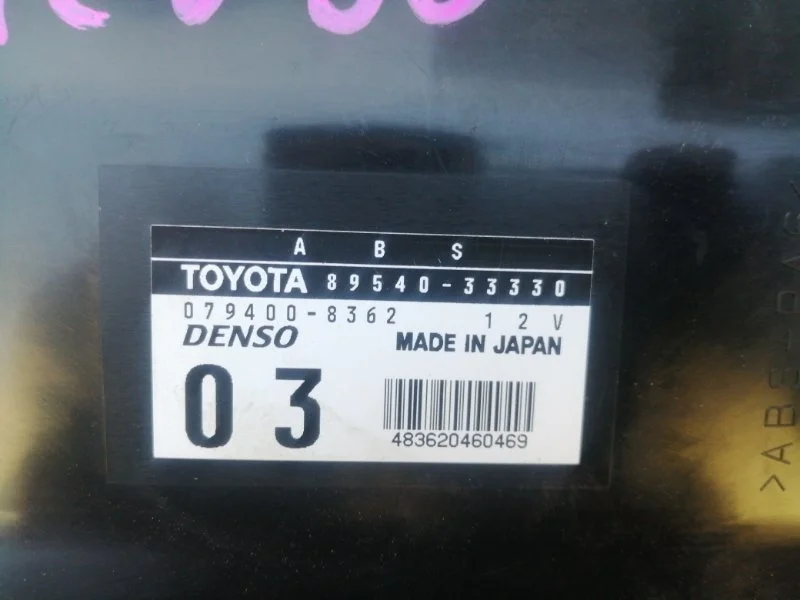 A B S
TOYOTA 89540-33330
079400-8362 12V
DENSO MADE IN JAPAN
03
483620460469